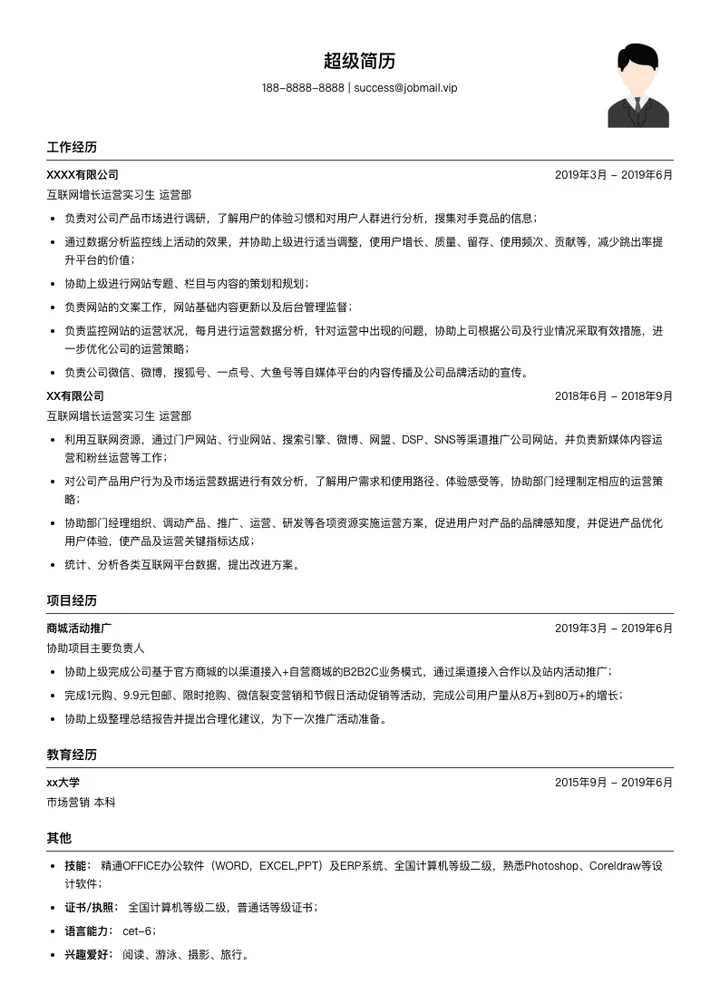 超级简历
188-8888-8888 | success@jobmail.vip
工作经历
XXXX有限公司 2019年3月 – 2019年6月
互联网增长运营实习生 运营部
• 负责对公司产品市场进行调研，了解用户的体验习惯和对用户人群进行分析，搜集对手竞品的信息；
• 通过数据分析监控线上活动的效果，并协助上级进行适当调整，使用户增长、质量、留存、使用频次、贡献等，减少跳出率提
升平台的价值；
• 协助上级进行网站专题、栏目与内容的策划和规划；
• 负责网站的文案工作，网站基础内容更新以及后台管理监督；
• 负责监控网站的运营状况，每月进行运营数据分析，针对运营中出现的问题，协助上司根据公司及行业情况采取有效措施，进
一步优化公司的运营策略；
• 负责公司微信、微博，搜狐号、一点号、大鱼号等自媒体平台的内容传播及公司品牌活动的宣传。
XX有限公司 2018年6月 – 2018年9月
互联网增长运营实习生 运营部
• 利用互联网资源，通过门户网站、行业网站、搜索引擎、微博、网盟、DSP、SNS等渠道推广公司网站，并负责新媒体内容运
营和粉丝运营等工作；
• 对公司产品用户行为及市场运营数据进行有效分析，了解用户需求和使用路径、体验感受等，协助部门经理制定相应的运营策
略；
• 协助部门经理组织、调动产品、推广、运营、研发等各项资源实施运营方案，促进用户对产品的品牌感知度，并促进产品优化
用户体验，使产品及运营关键指标达成；
• 统计、分析各类互联网平台数据，提出改进方案。
项目经历
商城活动推广 2019年3月 – 2019年6月
协助项目主要负责人
• 协助上级完成公司基于官方商城的以渠道接入+自营商城的B2B2C业务模式，通过渠道接入合作以及站内活动推广；
• 完成1元购、9.9元包邮、限时抢购、微信裂变营销和节假日活动促销等活动，完成公司用户量从8万+到80万+的增长；
• 协助上级整理总结报告并提出合理化建议，为下一次推广活动准备。
教育经历
xx大学 2015年9月 – 2019年6月
市场营销 本科
其他
• 技能： 精通OFFICE办公软件（WORD，EXCEL,PPT）及ERP系统、全国计算机等级二级，熟悉Photoshop、Coreldraw等设
计软件；
• 证书/执照： 全国计算机等级二级，普通话等级证书；
• 语言能力： cet-6；
• 兴趣爱好： 阅读、游泳、摄影、旅行。